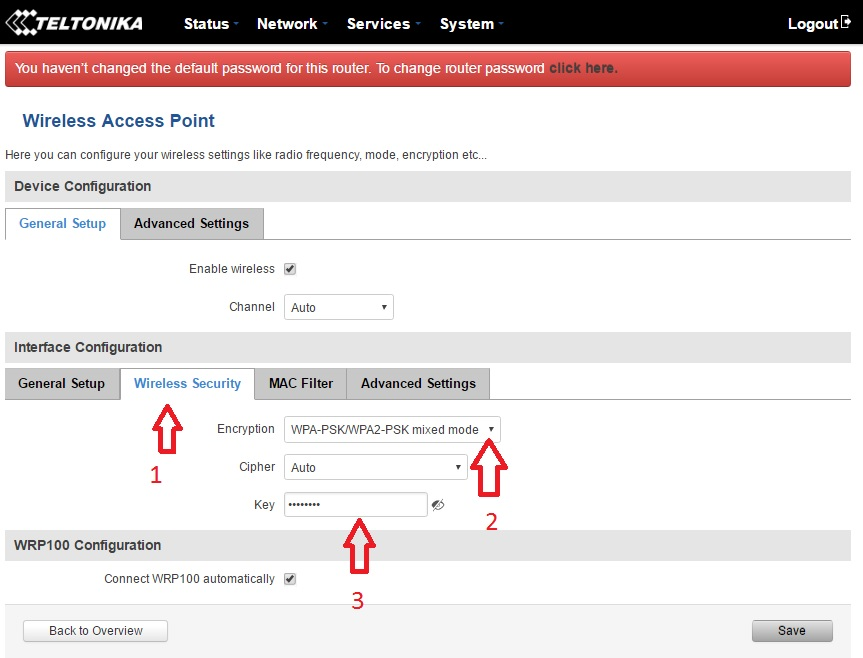 TELTONIKA Status Network Services System Logout
You haven't changed the default password for this router. To change router password click here.
Wireless Access Point
Here you can configure your wireless settings like radio frequency, mode, encryption etc...
Device Configuration
General Setup Advanced Settings
Enable wireless
Channel Auto
Interface Configuration
General Setup Wireless Security MAC Filter Advanced Settings
Encryption WPA-PSK/WPA2-PSK mixed mode
Cipher Auto
1
Key ••••••••
2
WRP100 Configuration
Connect WRP100 automatically
3
Back to Overview Save